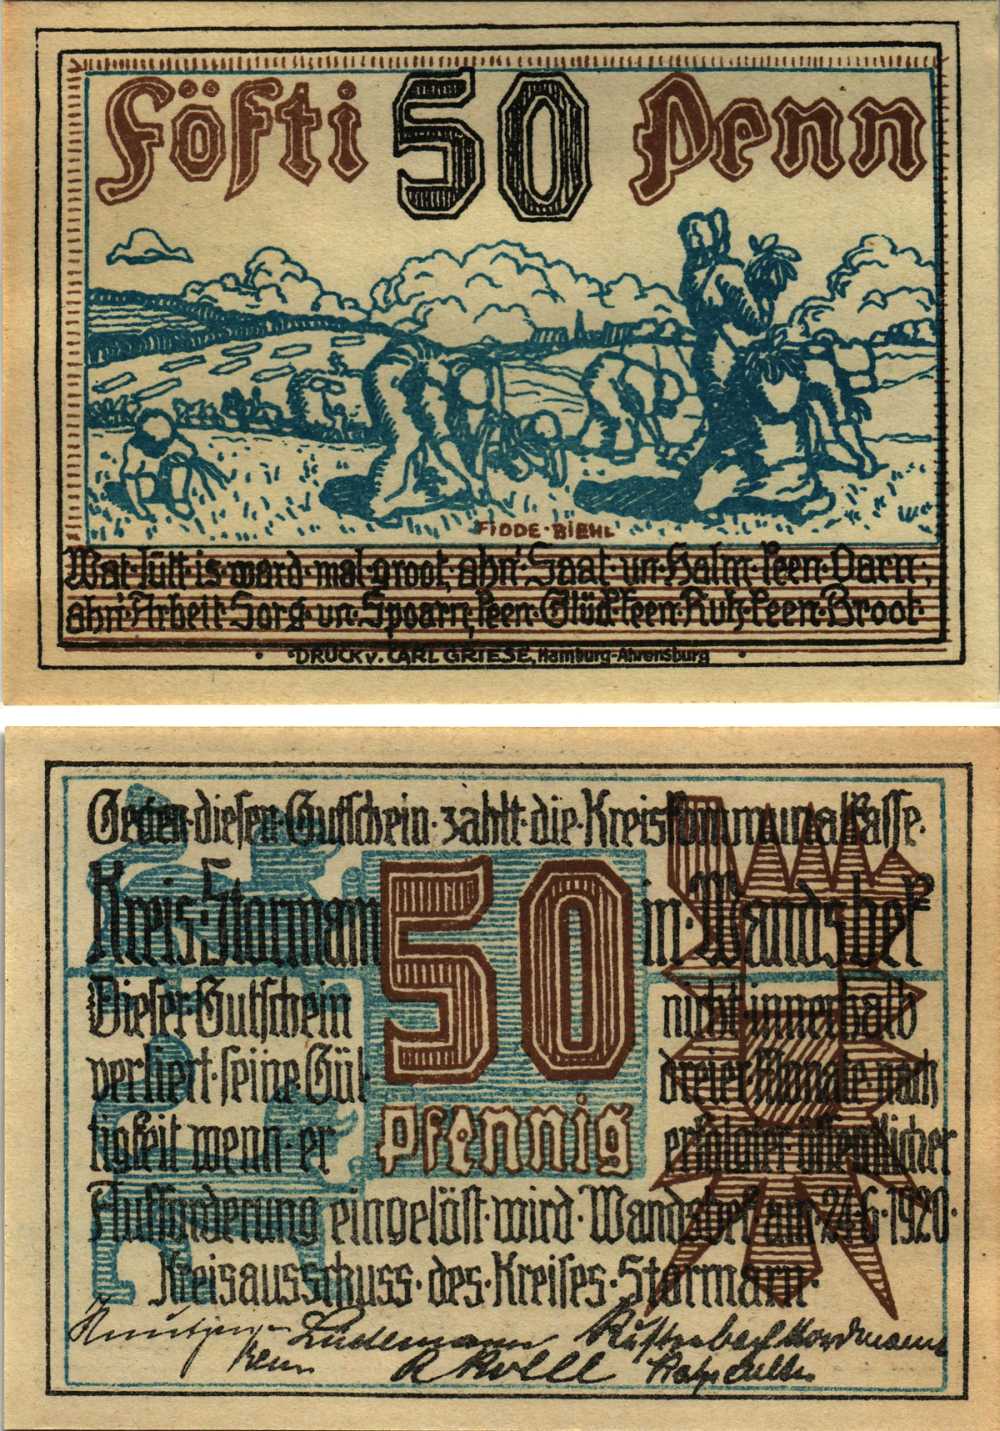 Föfti 50 Penn
FIDDE·BIEHL
Wat·lütt·is·ward·mal·groot, ahn'·Saat·un·Halm·keen·Oarn;
ahn'·Arbeit·Sorg·un·Spoarn, keen·Glück·keen·Ruh·keen·Broot·
DRUCK v. CARL GRIESE, Hamburg-Ahrensburg
Gegen·diesen·Gutschein·zahlt·die·Kreiskommunalkasse·
Kreis·Stormarn 50 in·Wandsbek
Dieser·Gutschein nicht·innerhalb
verliert·seine·Gül- dreier·Monate·nach
tigkeit wenn·er pfennig erfolgter öffentlicher
Aufforderung eingelöst·wird·Wandsbek am·24·6·1920·
Kreisausschuss·des·Kreises·Stormarn·
Lüdemann